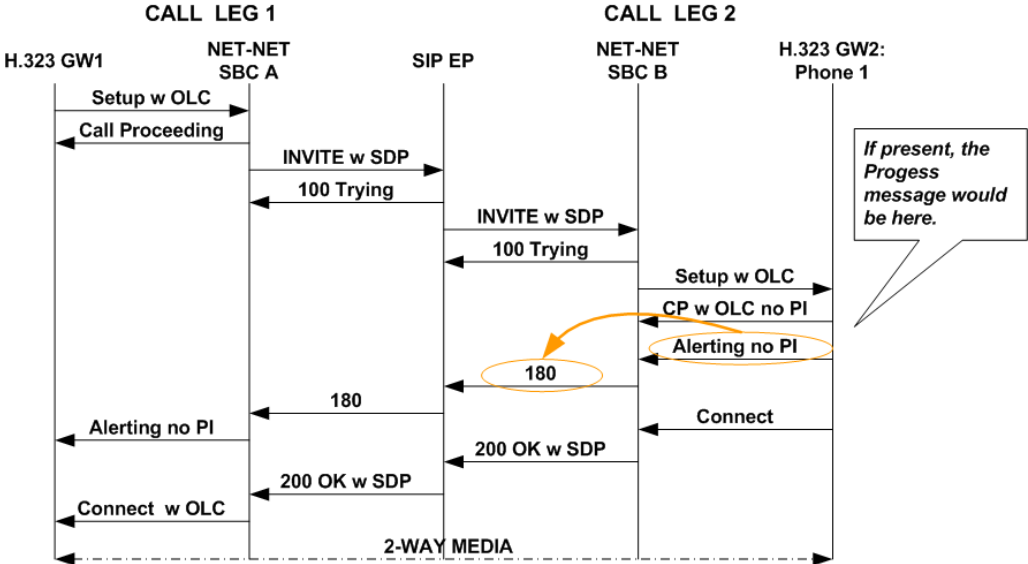 CALL LEG 1
CALL LEG 2
H.323 GW1
NET-NET
SBC A
SIP EP
NET-NET
SBC B
H.323 GW2:
Phone 1
Setup w OLC
Call Proceeding
INVITE w SDP
100 Trying
INVITE w SDP
100 Trying
Setup w OLC
CP w OLC no PI
Alerting no PI
180
180
Connect
Alerting no PI
200 OK w SDP
200 OK w SDP
Connect w OLC
2-WAY MEDIA
If present, the
Progess
message would
be here.